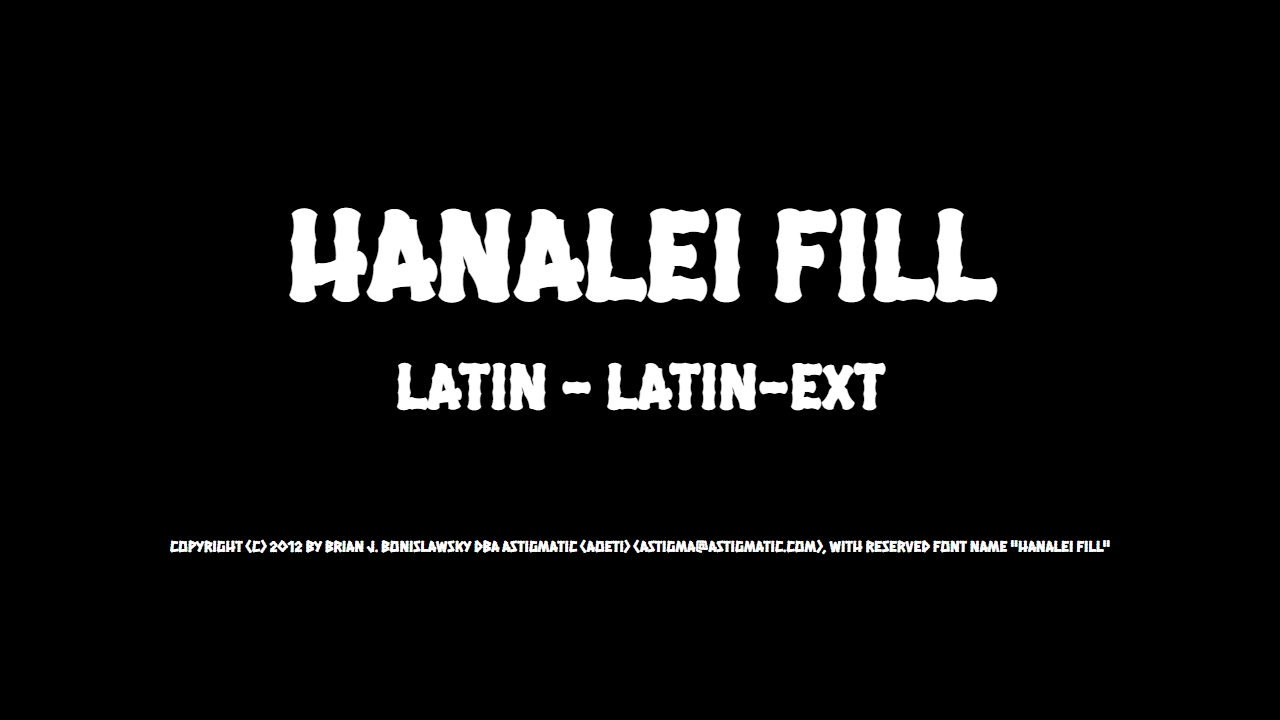 HANALEI FILL
LATIN - LATIN-EXT
COPYRIGHT (C) 2012 BY BRIAN J. BONISLAWSKY DBA ASTIGMATIC (AOETI) (ASTIGMA@ASTIGMATIC.COM), WITH RESERVED FONT NAME "HANALEI FILL"